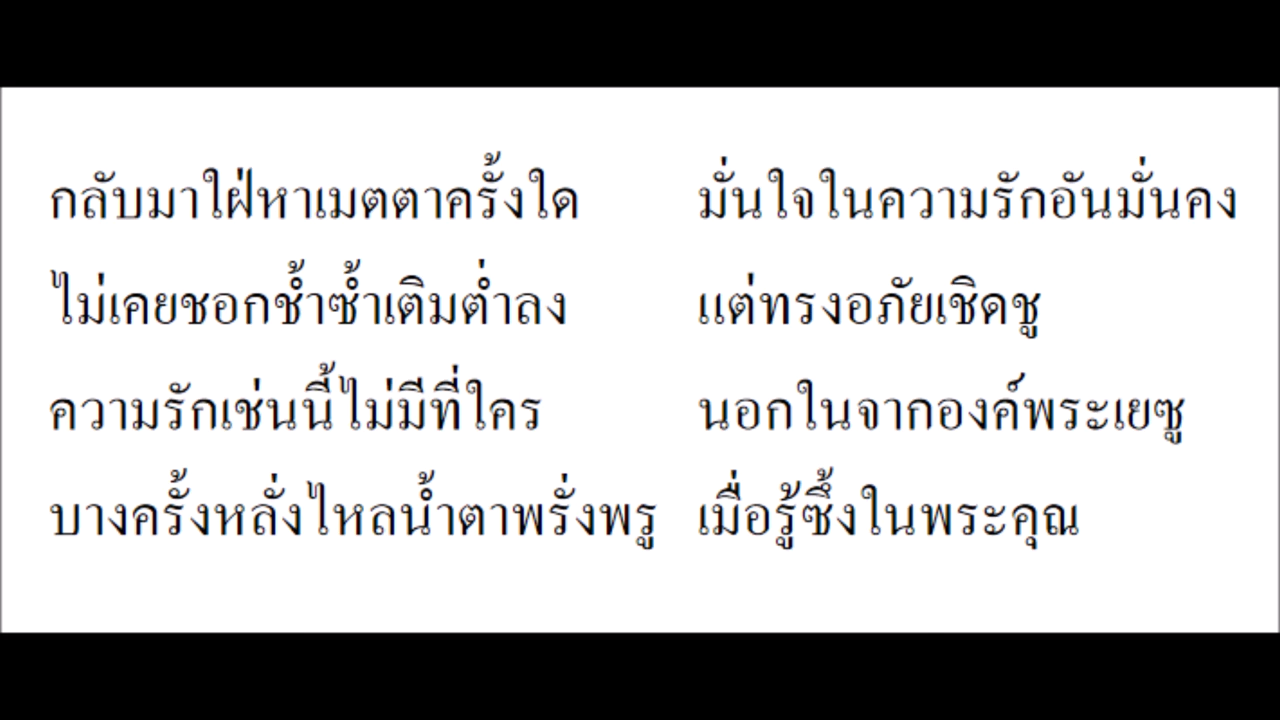 กลับมาใฝ่หาเมตตาครั้งใด มั่นใจในความรักอันมั่นคง
ไม่เคยชอกช้ำซ้ำเติมต่ำลง แต่ทรงอภัยเชิดชู
ความรักเช่นนี้ไม่มีที่ใคร นอกในจากองค์พระเยซู
บางครั้งหลั่งไหลน้ำตาพรั่งพรู เมื่อรู้ซึ้งในพระคุณ